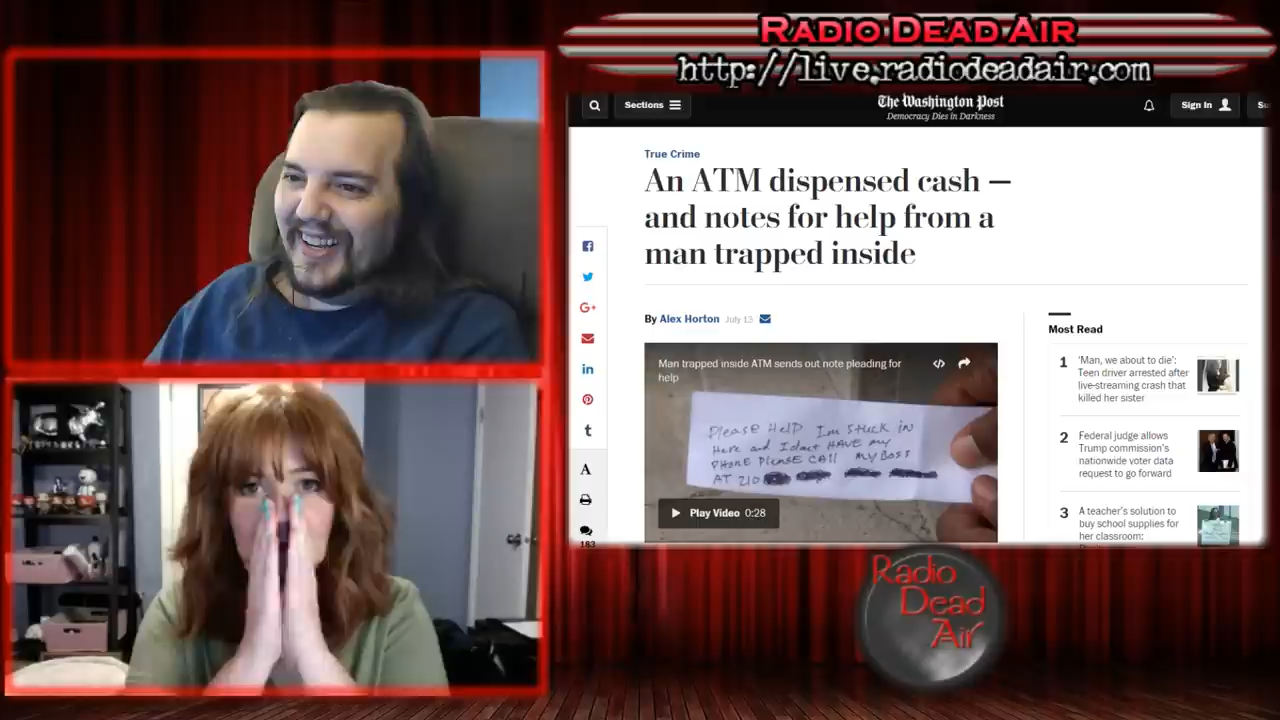 Radio Dead Air
http://live.radiodeadair.com
Sections
The Washington Post
Democracy Dies in Darkness
Sign In
True Crime
An ATM dispensed cash —
and notes for help from a
man trapped inside
By Alex Horton July 13
Man trapped inside ATM sends out note pleading for
help
PLEASE HELP Im STUCK IN
Here and I dont HAVE my
PHONE PLEASE CALL MY BOSS
AT 210
Play Video 0:28
A
183
Most Read
1
'Man, we about to die':
Teen driver arrested after
live-streaming crash that
killed her sister
2
Federal judge allows
Trump commission's
nationwide voter data
request to go forward
3
A teacher's solution to
buy school supplies for
her classroom:
Radio
Dead
Air